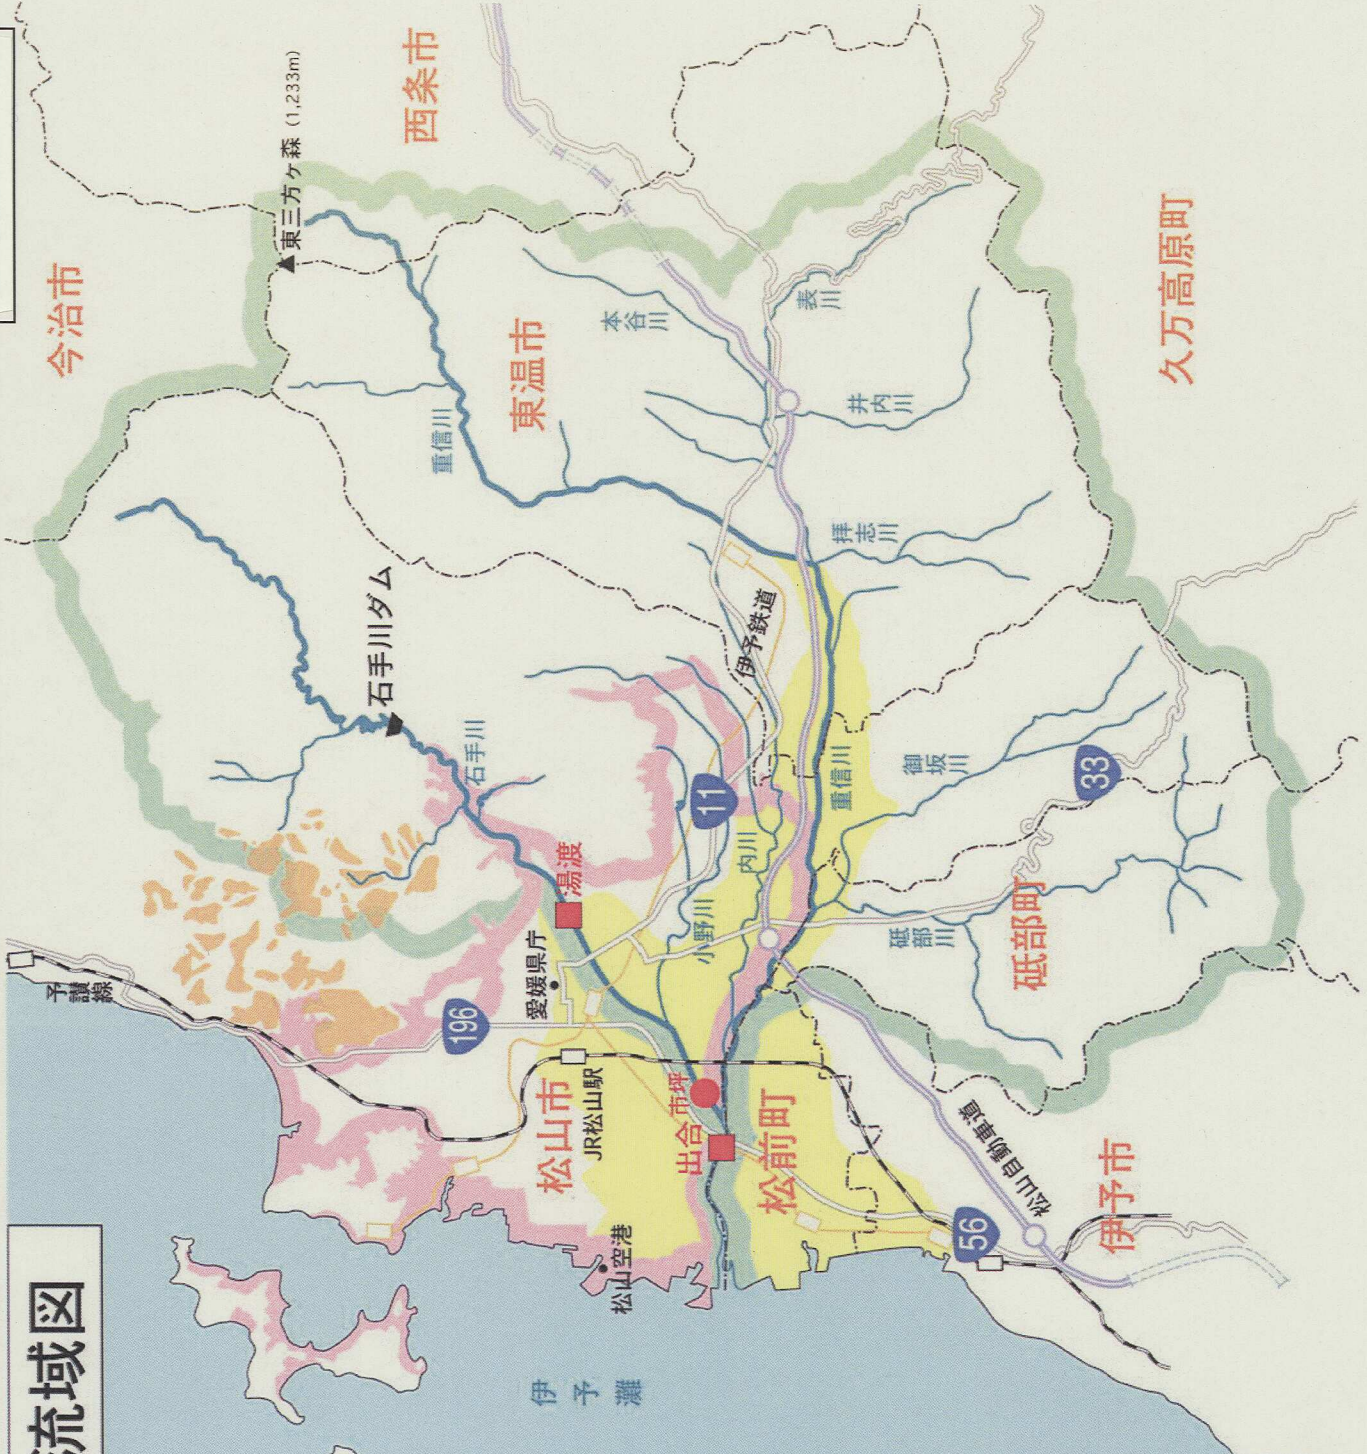 流域図
今治市
西条市
東三方ヶ森（1,233m）
東温市
本谷川
表川
井内川
拝志川
重信川
久万高原町
石手川ダム
石手川
伊予鉄道
11
湯渡
内川
小野川
重信川
御坂川
33
砥部川
砥部町
予讃線
196
愛媛県庁
松山市
JR松山駅
市坪
出合
松前町
松山空港
56
松山自動車道
伊予市
伊予灘